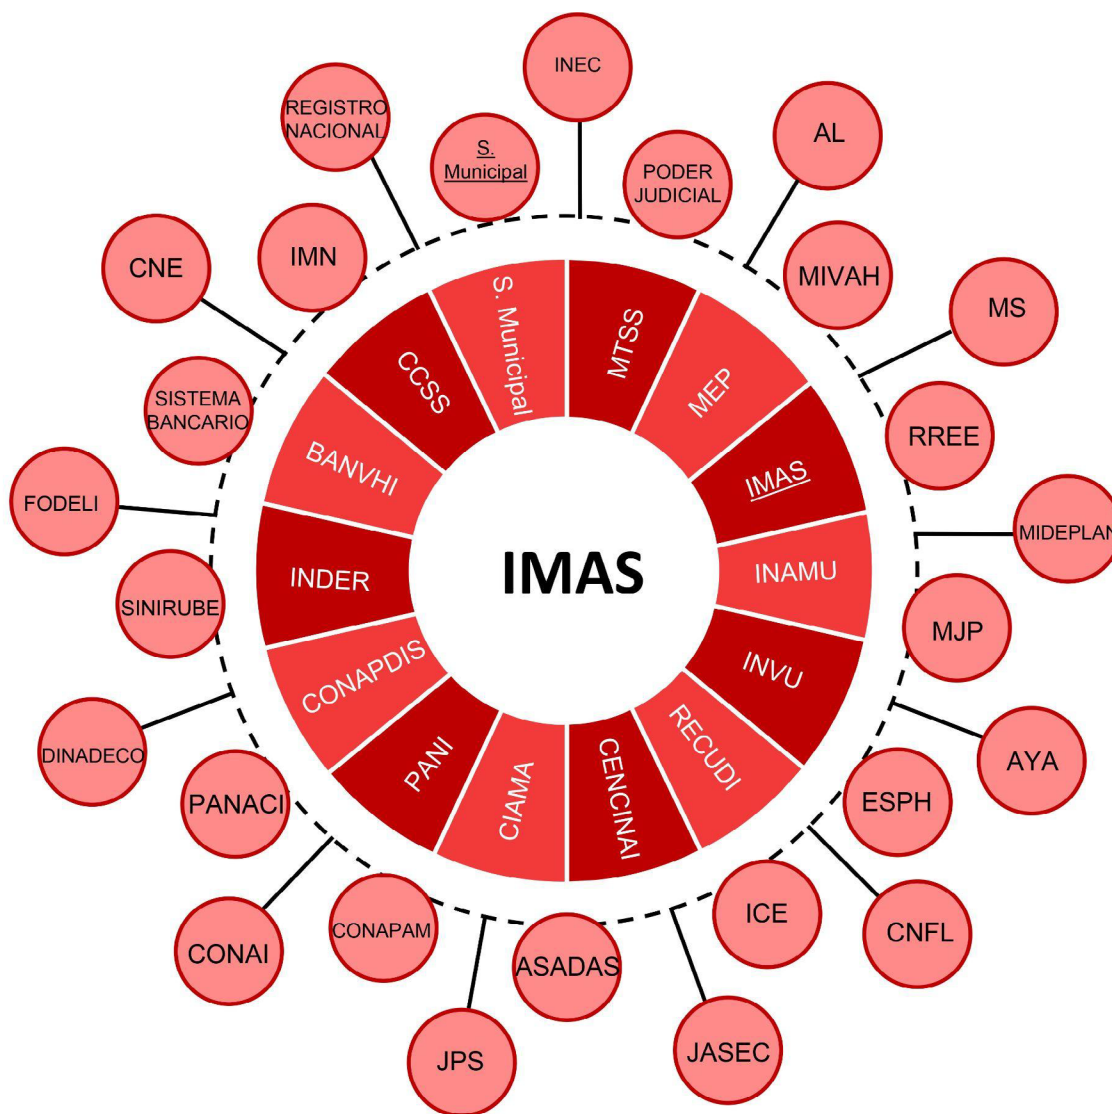 INEC
REGISTRO
NACIONAL
AL
S.
Municipal
PODER
JUDICIAL
CNE
IMN
MIVAH
MS
SISTEMA
BANCARIO
RREE
FODELI
MIDEPLAN
SINIRUBE
MJP
DINADECO
AYA
PANACI
ESPH
CONAI
CONAPAM
ICE
CNFL
ASADAS
JPS
JASEC
S. Municipal
MTSS
MEP
IMAS
INAMU
INVU
RECUDI
CENCINAI
CIAMA
PANI
CONAPDIS
INDER
BANVHI
CCSS
IMAS